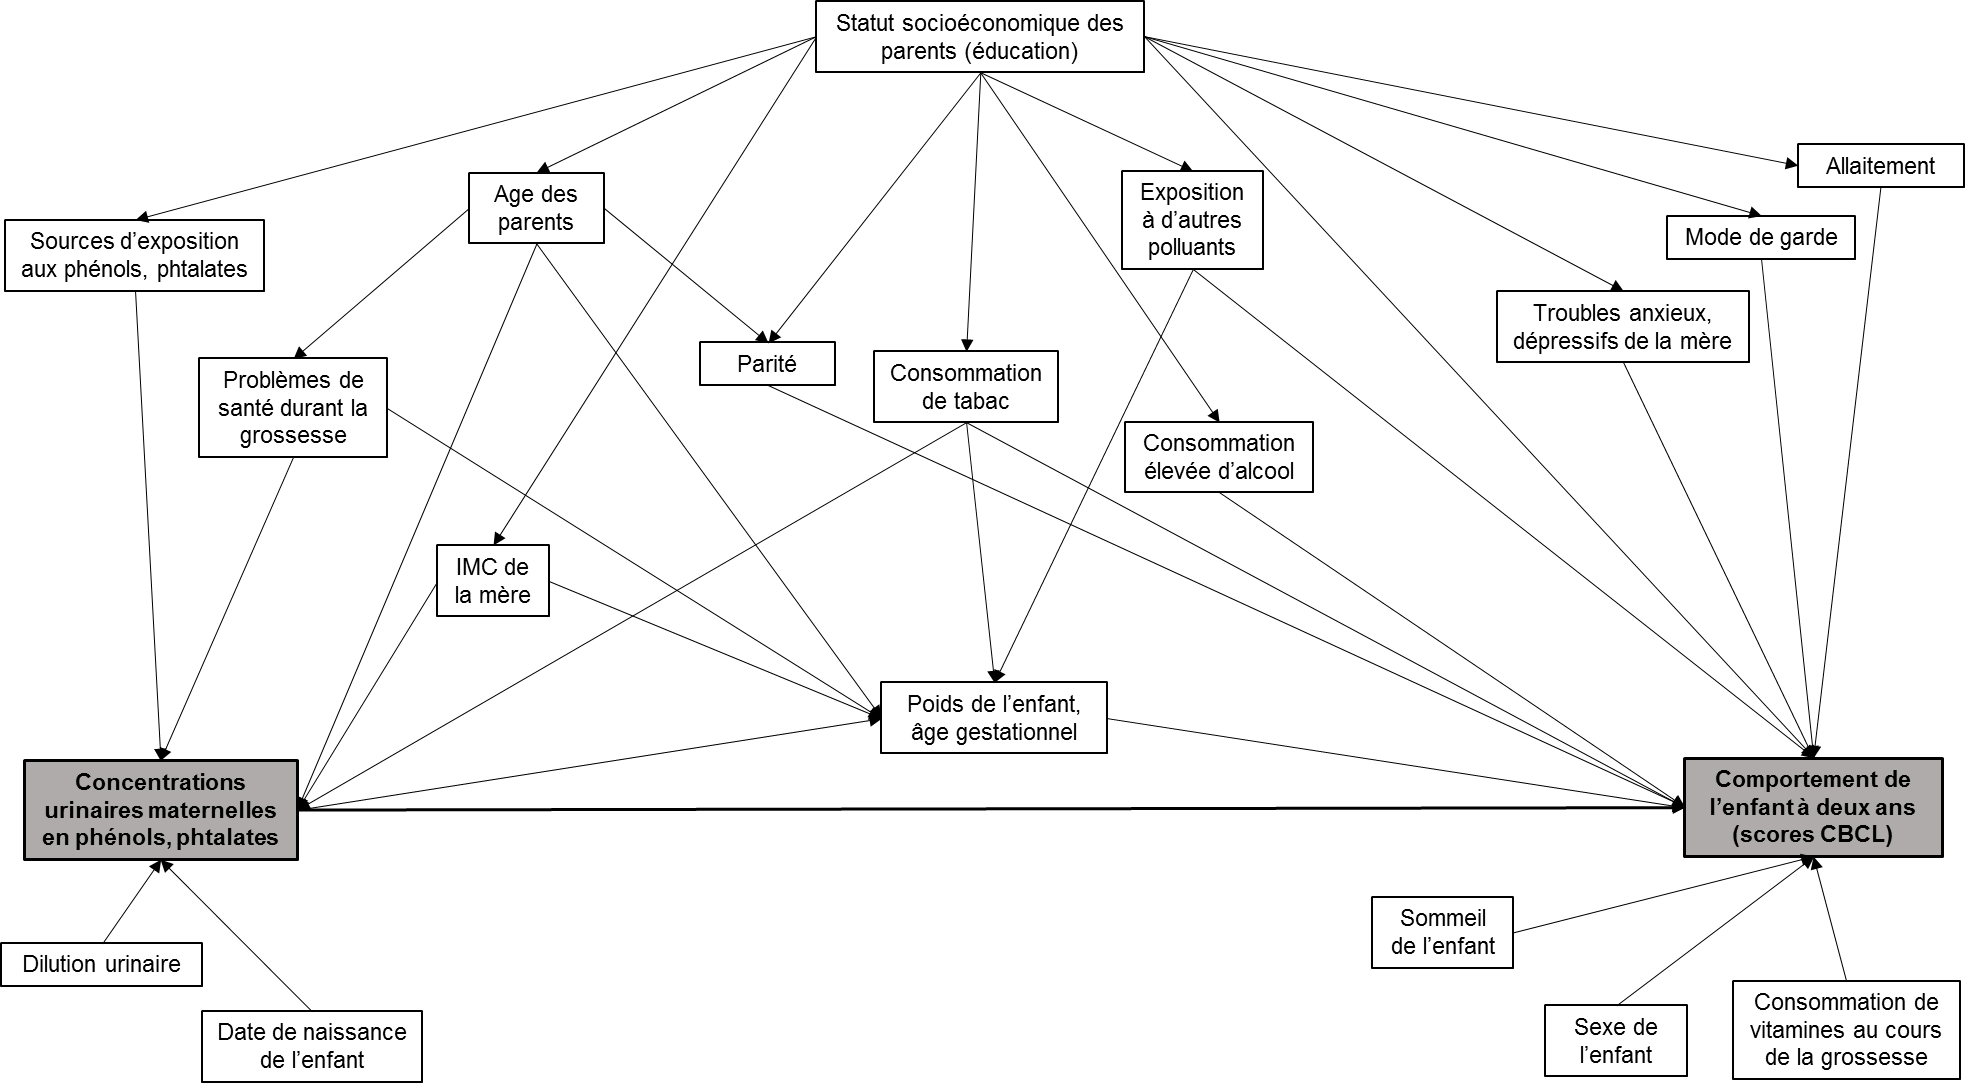 Statut socioéconomique des
parents (éducation)
Allaitement
Age des
parents
Exposition
à d’autres
polluants
Mode de garde
Sources d’exposition
aux phénols, phtalates
Troubles anxieux,
dépressifs de la mère
Parité
Consommation
de tabac
Problèmes de
santé durant la
grossesse
Consommation
élevée d’alcool
IMC de
la mère
Poids de l’enfant,
âge gestationnel
Concentrations
urinaires maternelles
en phénols, phtalates
Comportement de
l’enfant à deux ans
(scores CBCL)
Sommeil
de l’enfant
Dilution urinaire
Consommation de
vitamines au cours
de la grossesse
Sexe de
l’enfant
Date de naissance
de l’enfant